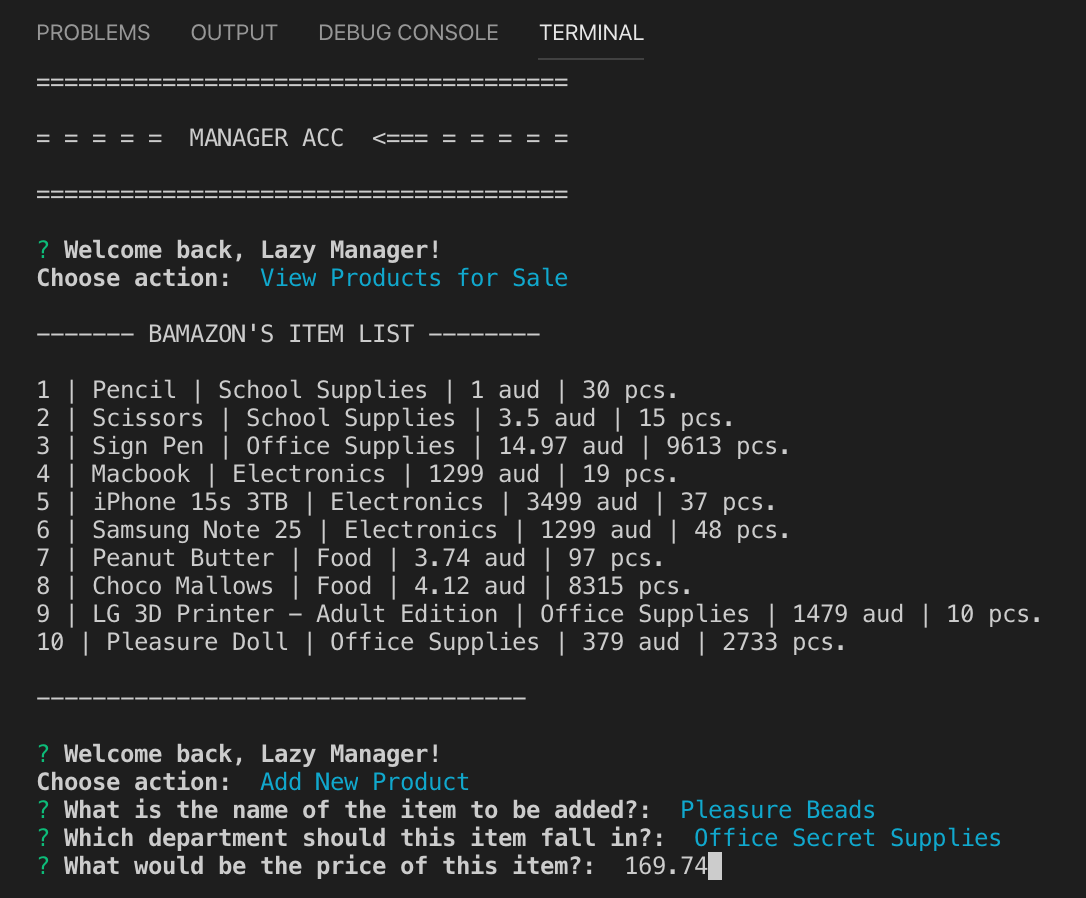 PROBLEMS OUTPUT DEBUG CONSOLE TERMINAL
======================================
= = = = =  MANAGER ACC  <=== = = = = =
======================================
? Welcome back, Lazy Manager!
Choose action:  View Products for Sale
------- BAMAZON'S ITEM LIST --------
1 | Pencil | School Supplies | 1 aud | 30 pcs.
2 | Scissors | School Supplies | 3.5 aud | 15 pcs.
3 | Sign Pen | Office Supplies | 14.97 aud | 9613 pcs.
4 | Macbook | Electronics | 1299 aud | 19 pcs.
5 | iPhone 15s 3TB | Electronics | 3499 aud | 37 pcs.
6 | Samsung Note 25 | Electronics | 1299 aud | 48 pcs.
7 | Peanut Butter | Food | 3.74 aud | 97 pcs.
8 | Choco Mallows | Food | 4.12 aud | 8315 pcs.
9 | LG 3D Printer - Adult Edition | Office Supplies | 1479 aud | 10 pcs.
10 | Pleasure Doll | Office Supplies | 379 aud | 2733 pcs.
-----------------------------------
? Welcome back, Lazy Manager!
Choose action:  Add New Product
? What is the name of the item to be added?:  Pleasure Beads
? Which department should this item fall in?:  Office Secret Supplies
? What would be the price of this item?:  169.74